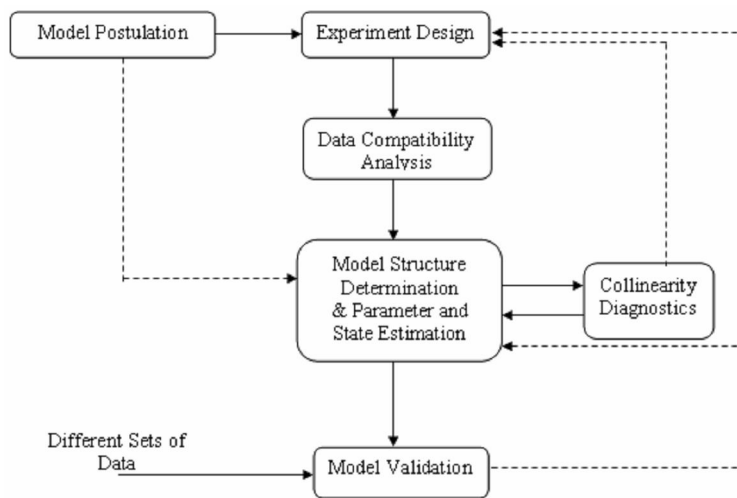 Model Postulation
Experiment Design
Data Compatibility
Analysis
Model Structure
Determination
& Parameter and
State Estimation
Collinearity
Diagnostics
Different Sets of
Data
Model Validation